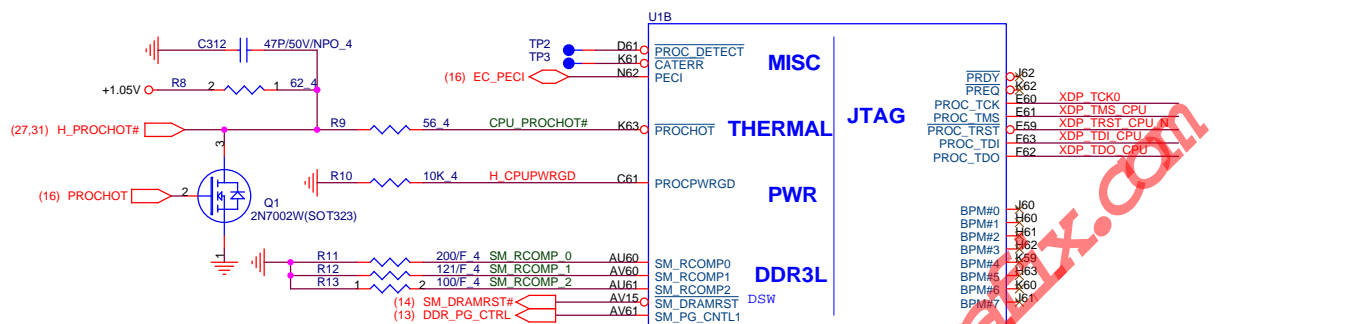 U1B
C312 47P/50V/NPO_4
TP2
TP3
D61
K61
N62
PROC_DETECT
CATERR
PECI
(16) EC_PECI
MISC
+1.05V
R8 2 1 62_4
(27,31) H_PROCHOT#
R9 56_4 CPU_PROCHOT# K63 PROCHOT
THERMAL
JTAG
PRDY J62
PREQ K62
PROC_TCK E60 XDP_TCK0
PROC_TMS E61 XDP_TMS_CPU
PROC_TRST E59 XDP_TRST_CPU_N
PROC_TDI F63 XDP_TDI_CPU
PROC_TDO F62 XDP_TDO_CPU
3
(16) PROCHOT 2
Q1
2N7002W(SOT323)
1
R10 10K_4 H_CPUPWRGD C61 PROCPWRGD
PWR
BPM#0 J60
BPM#1 H60
BPM#2 H61
BPM#3 H62
BPM#4 K59
BPM#5 H63
BPM#6 K60
BPM#7 J61
R11 200/F_4 SM_RCOMP_0 AU60 SM_RCOMP0
R12 121/F_4 SM_RCOMP_1 AV60 SM_RCOMP1
R13 1 2 100/F_4 SM_RCOMP_2 AU61 SM_RCOMP2
DDR3L
(14) SM_DRAMRST# AV15 SM_DRAMRST DSW
(13) DDR_PG_CTRL AV61 SM_PG_CNTL1